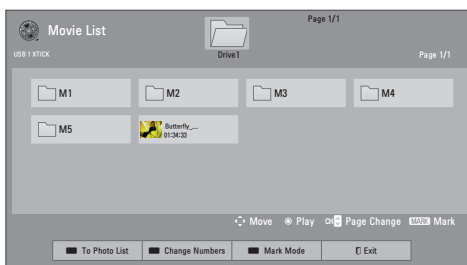 Movie List
Page 1/1
USB 1 XTICK
Drive1
Page 1/1
M1
M2
M3
M4
M5
Butterfly_...
01:34:33
Move
Play
CH
Page Change
MARK
Mark
To Photo List
Change Numbers
Mark Mode
Exit